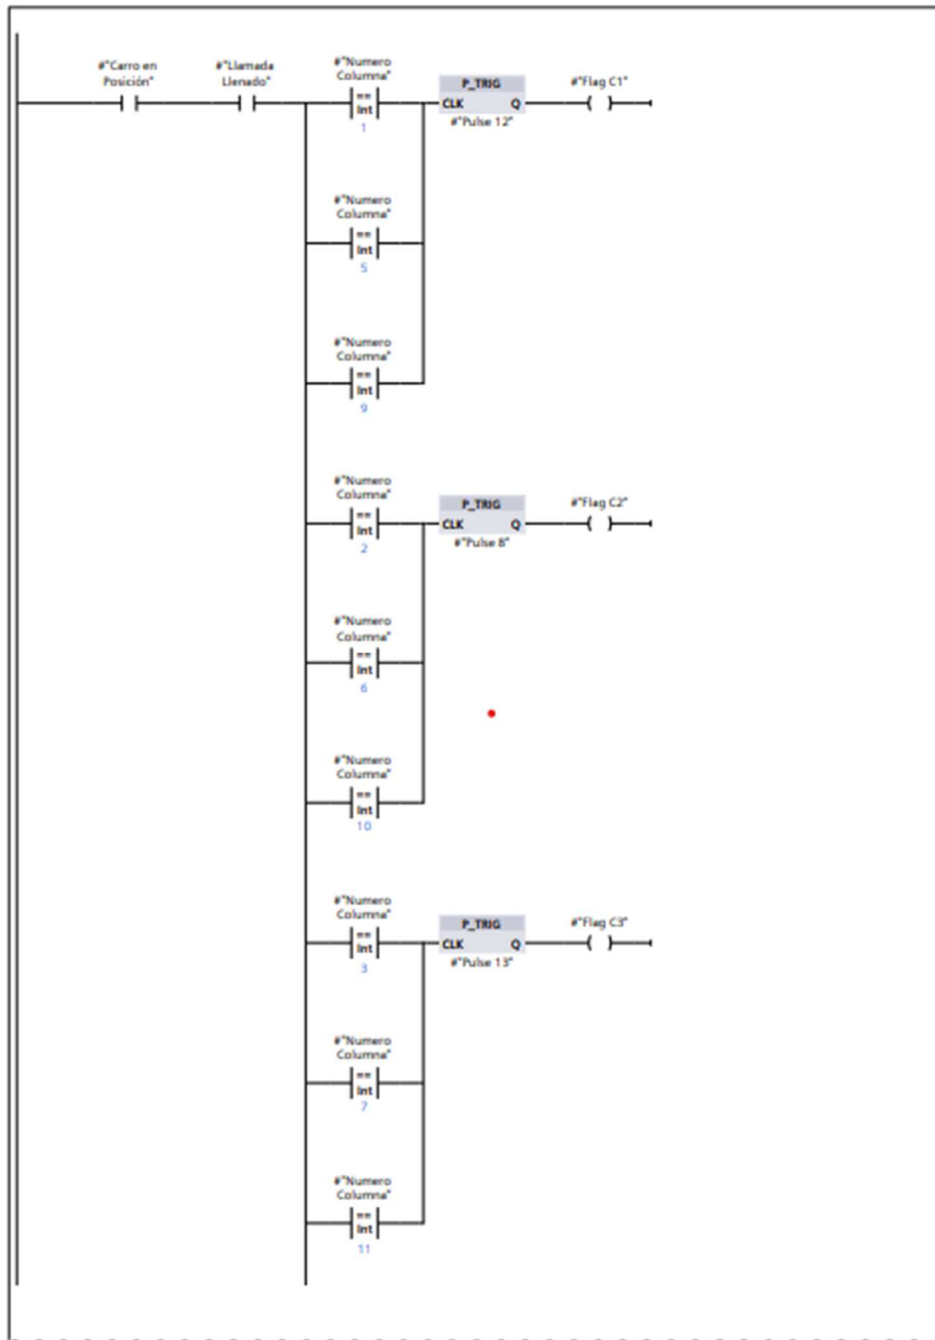 #"Carro en
Posición"
#"Llamada
Llenado"
#"Numero
Columna"
==
Int
1
P_TRIG
CLK Q
#"Pulse 12"
#"Flag C1"
#"Numero
Columna"
==
Int
5
#"Numero
Columna"
==
Int
9
#"Numero
Columna"
==
Int
2
P_TRIG
CLK Q
#"Pulse 8"
#"Flag C2"
#"Numero
Columna"
==
Int
6
#"Numero
Columna"
==
Int
10
#"Numero
Columna"
==
Int
3
P_TRIG
CLK Q
#"Pulse 13"
#"Flag C3"
#"Numero
Columna"
==
Int
7
#"Numero
Columna"
==
Int
11